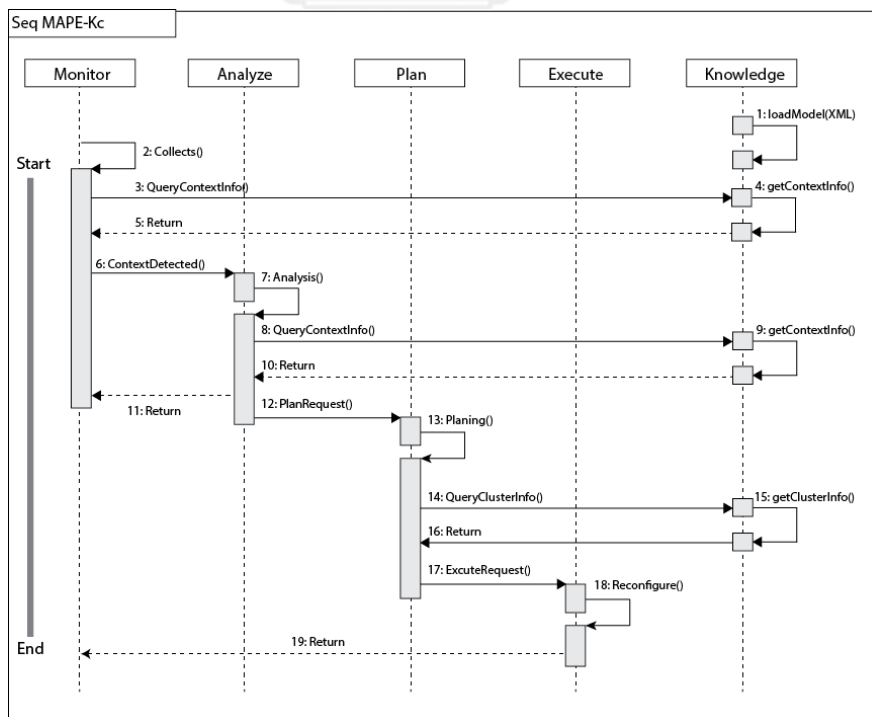 Seq MAPE-Kc
Monitor
Analyze
Plan
Execute
Knowledge
1: loadModel(XML)
2: Collects()
Start
3: QueryContextInfo()
4: getContextInfo()
5: Return
6: ContextDetected()
7: Analysis()
8: QueryContextInfo()
9: getContextInfo()
10: Return
11: Return
12: PlanRequest()
13: Planing()
14: QueryClusterInfo()
15: getClusterInfo()
16: Return
17: ExcuteRequest()
18: Reconfigure()
19: Return
End